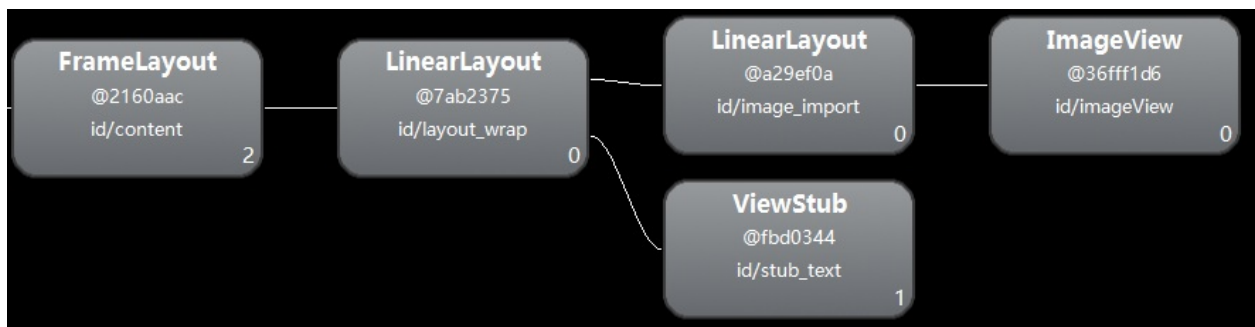 FrameLayout
@2160aac
id/content
2
LinearLayout
@7ab2375
id/layout_wrap
0
LinearLayout
@a29ef0a
id/image_import
0
ImageView
@36fff1d6
id/imageView
0
ViewStub
@fbd0344
id/stub_text
1